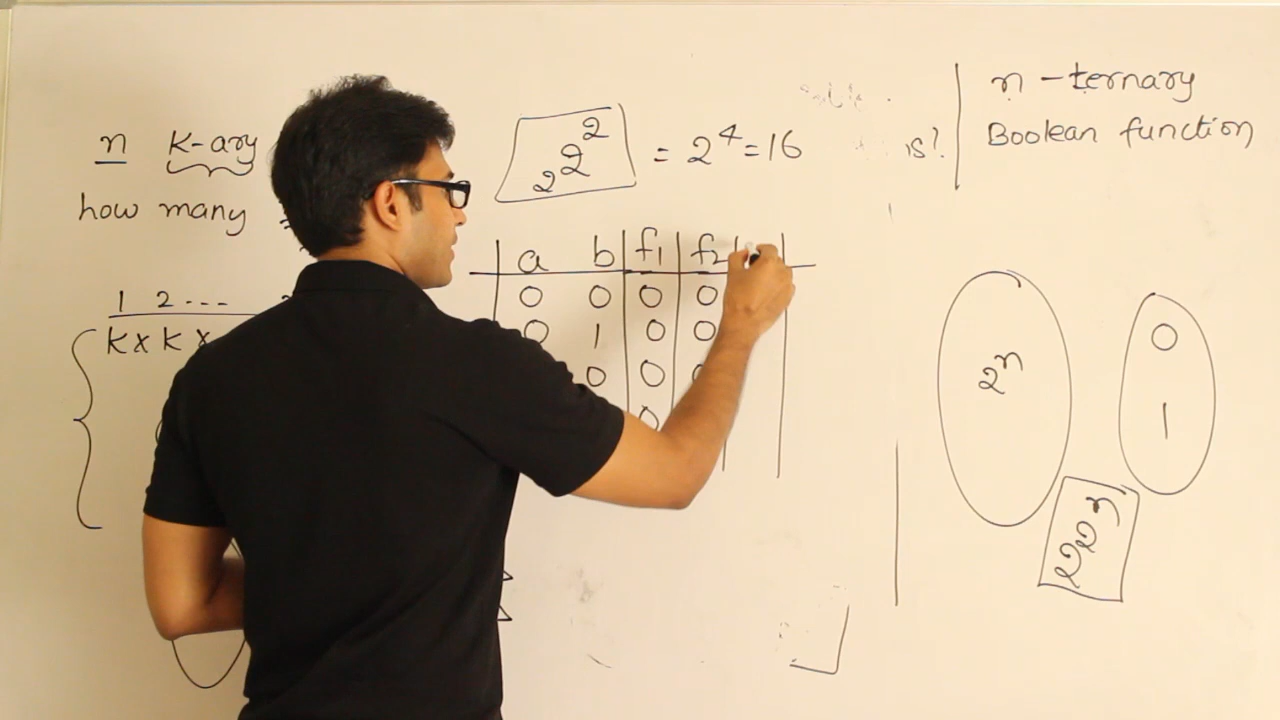 n K-ary
how many
1 2 ---
K x K x
2^2^2 = 2^4 = 16
a b f1 f2
0 0 0 0
0 1 0 0
0 0
0
is?
n - ternary
Boolean function
2^n
0
1
2^2^n